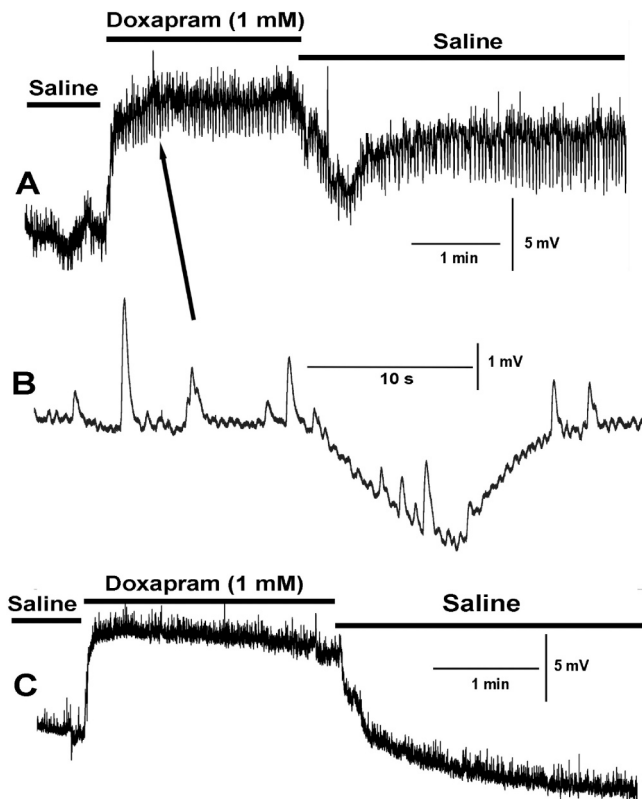 Doxapram (1 mM)
Saline
Saline
A
1 min
5 mV
B
10 s
1 mV
Doxapram (1 mM)
Saline
Saline
C
1 min
5 mV